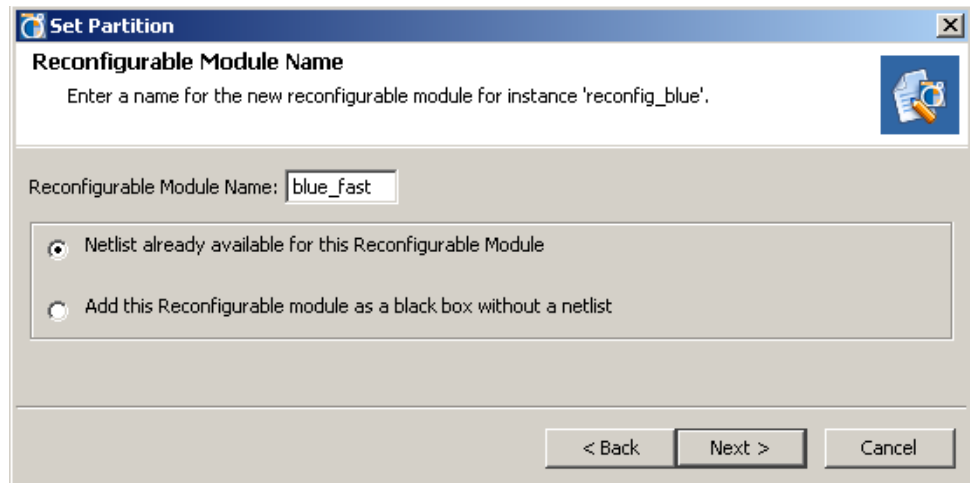 Set Partition
Reconfigurable Module Name
Enter a name for the new reconfigurable module for instance 'reconfig_blue'.
Reconfigurable Module Name: blue_fast
Netlist already available for this Reconfigurable Module
Add this Reconfigurable module as a black box without a netlist
< Back Next > Cancel